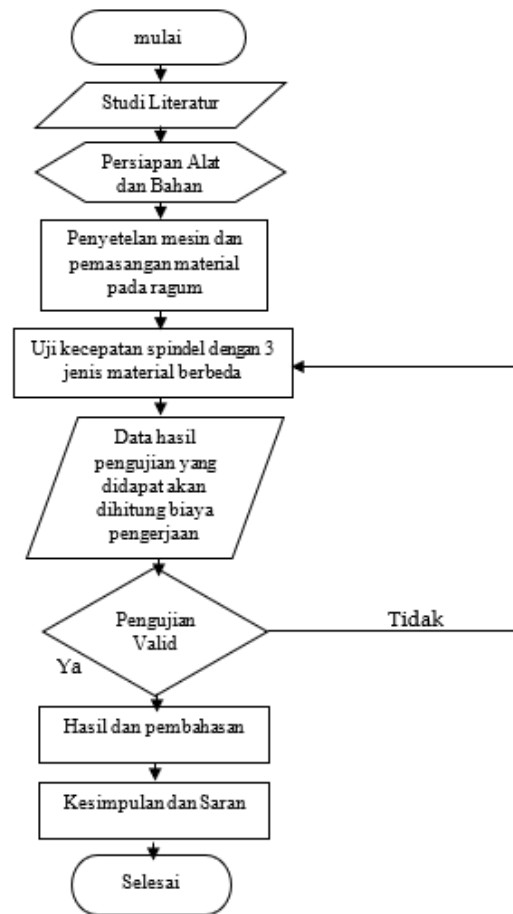 mulai
Studi Literatur
Persiapan Alat
dan Bahan
Penyetelan mesin dan
pemasangan material
pada ragum
Uji kecepatan spindel dengan 3
jenis material berbeda
Data hasil
pengujian yang
didapat akan
dihitung biaya
pengerjaan
Pengujian
Valid
Tidak
Ya
Hasil dan pembahasan
Kesimpulan dan Saran
Selesai